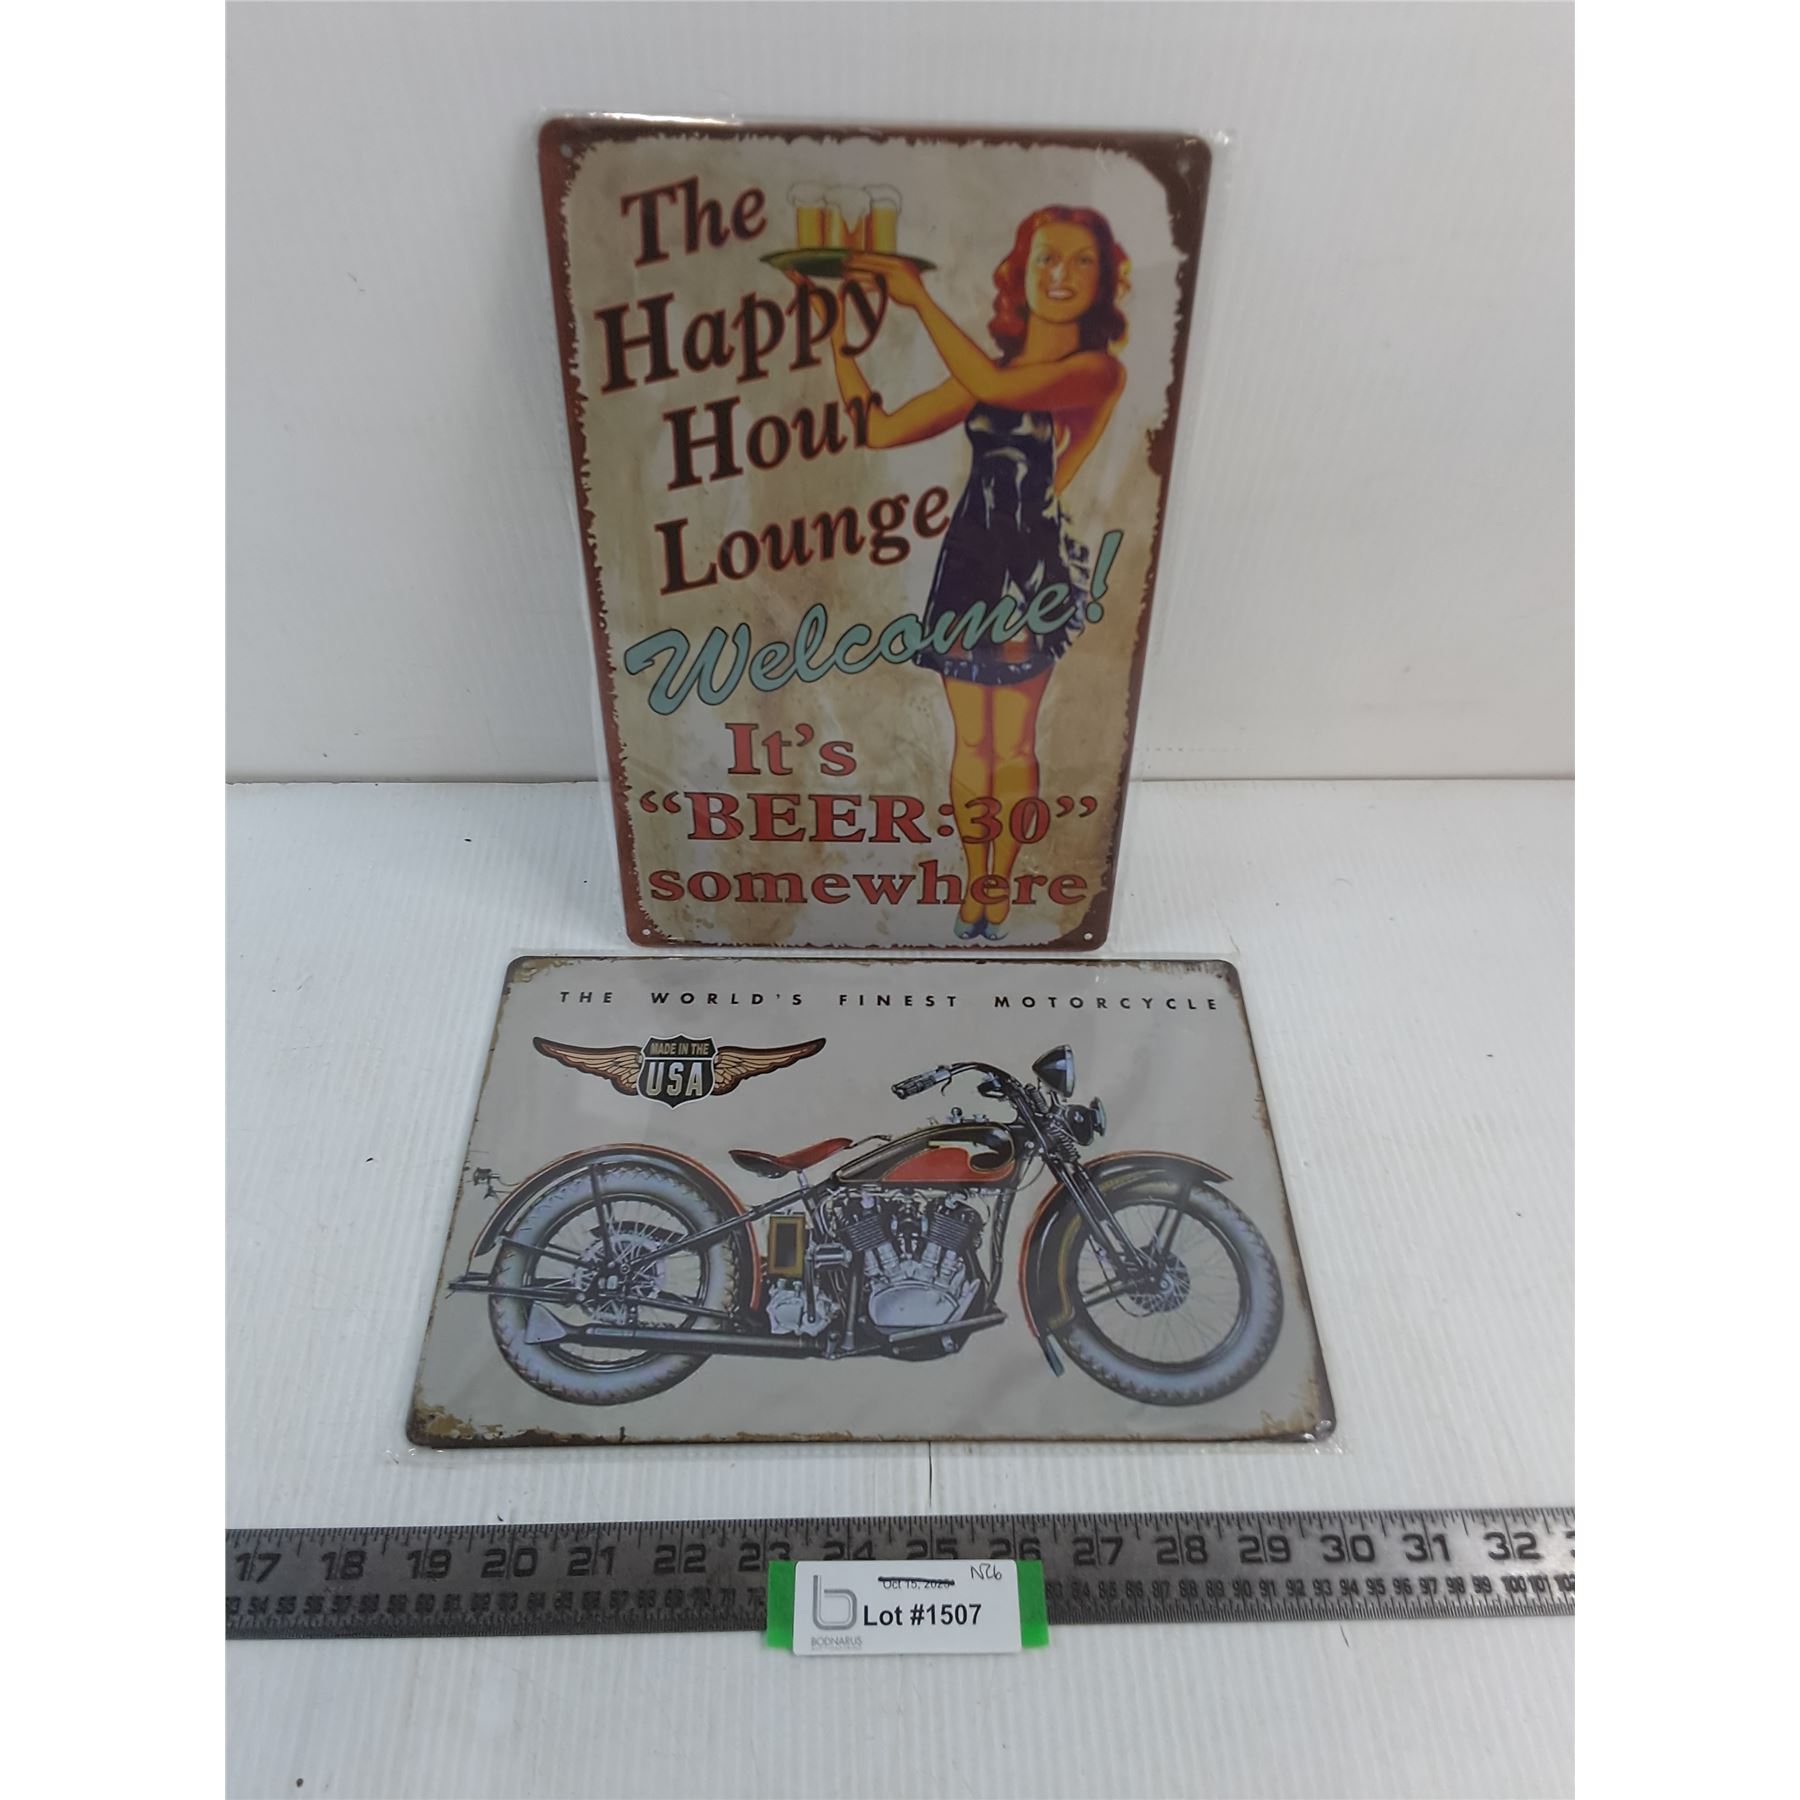 The
Happy
Hour
Lounge
Welcome!
It's
“BEER:30”
somewhere
THE WORLD'S FINEST MOTORCYCLE
MADE IN THE
USA
17 18 19 20 21 22 23 24 25 26 27 28 29 30 31 32
Lot #1507
BODNARUS